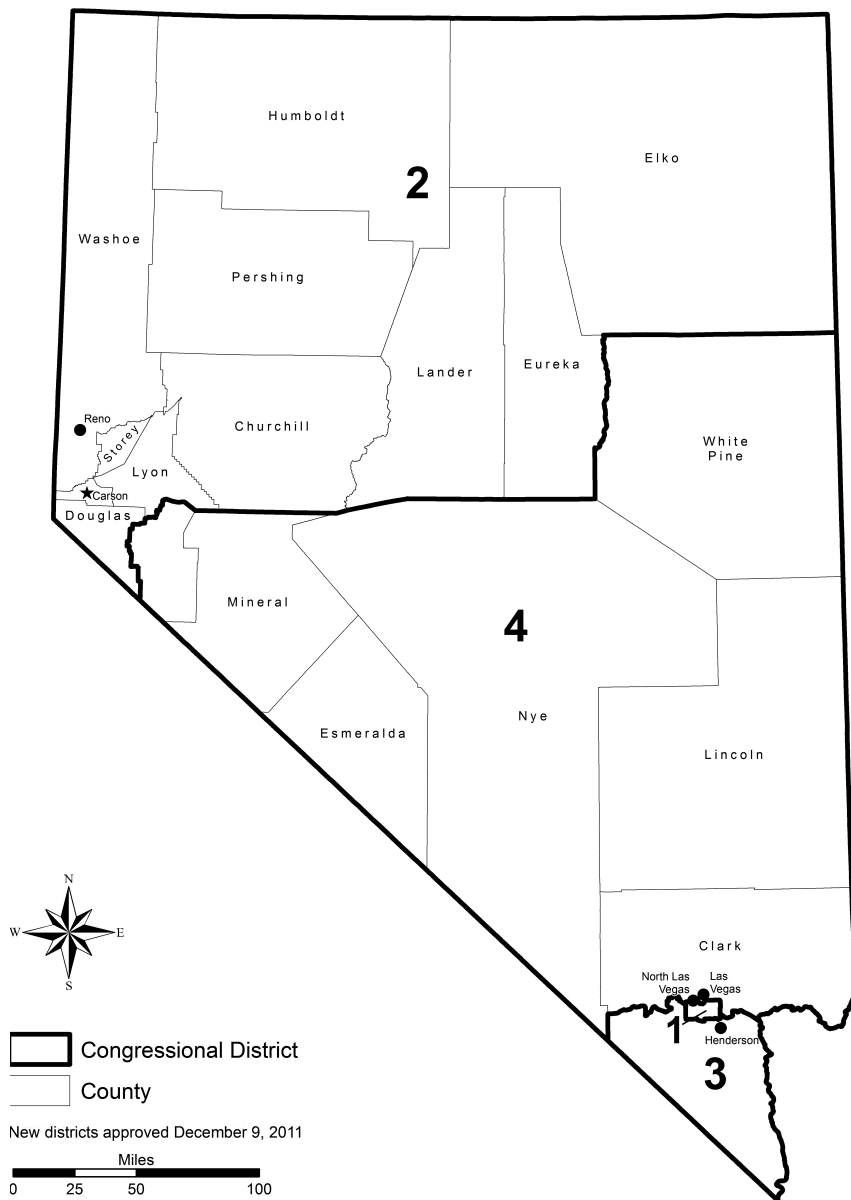 Humboldt
Elko
2
Washoe
Pershing
Lander
Eureka
Reno
Storey
Churchill
White
Pine
Lyon
Carson
Douglas
Mineral
4
Nye
Esmeralda
Lincoln
N
W
E
S
Clark
North Las
Vegas
Las
Vegas
1
Henderson
3
Congressional District
County
New districts approved December 9, 2011
Miles
0 25 50 100